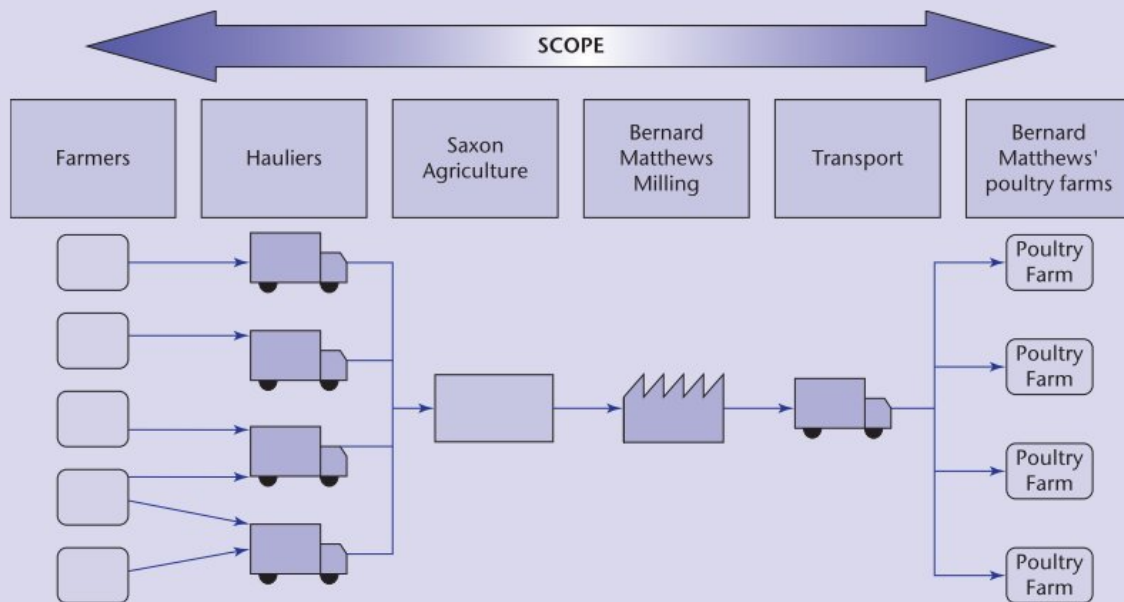 SCOPE
Farmers
Hauliers
Saxon
Agriculture
Bernard
Matthews
Milling
Transport
Bernard
Matthews'
poultry farms
Poultry
Farm
Poultry
Farm
Poultry
Farm
Poultry
Farm